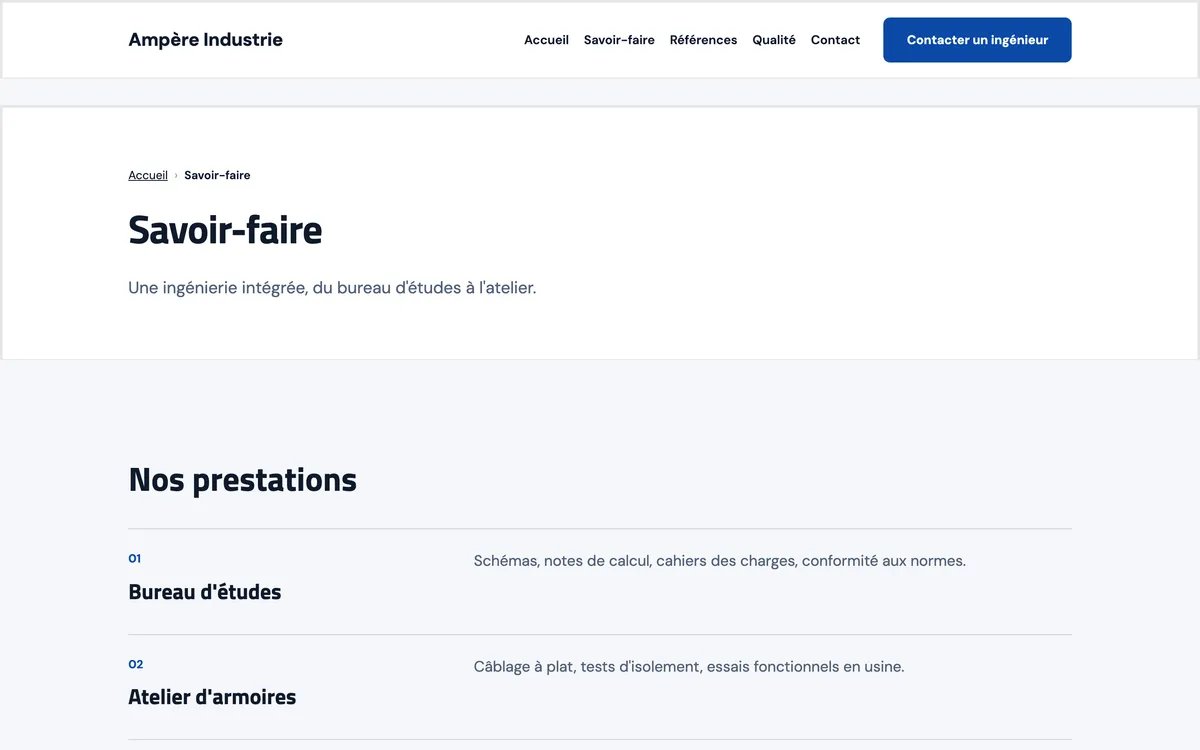 Ampère Industrie
Accueil Savoir-faire Références Qualité Contact Contacter un ingénieur
Accueil › Savoir-faire
Savoir-faire
Une ingénierie intégrée, du bureau d'études à l'atelier.
Nos prestations
01
Bureau d'études
Schémas, notes de calcul, cahiers des charges, conformité aux normes.
02
Atelier d'armoires
Câblage à plat, tests d'isolement, essais fonctionnels en usine.